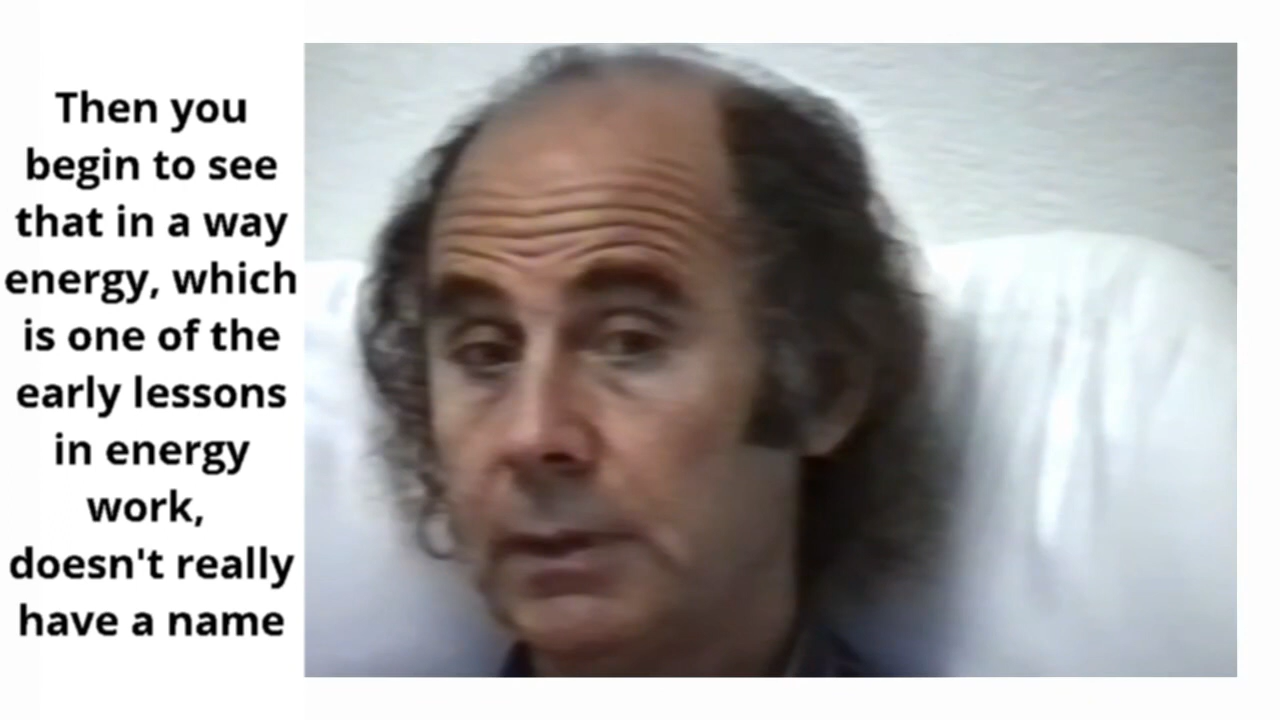 Then you
begin to see
that in a way
energy, which
is one of the
early lessons
in energy
work,
doesn't really
have a name